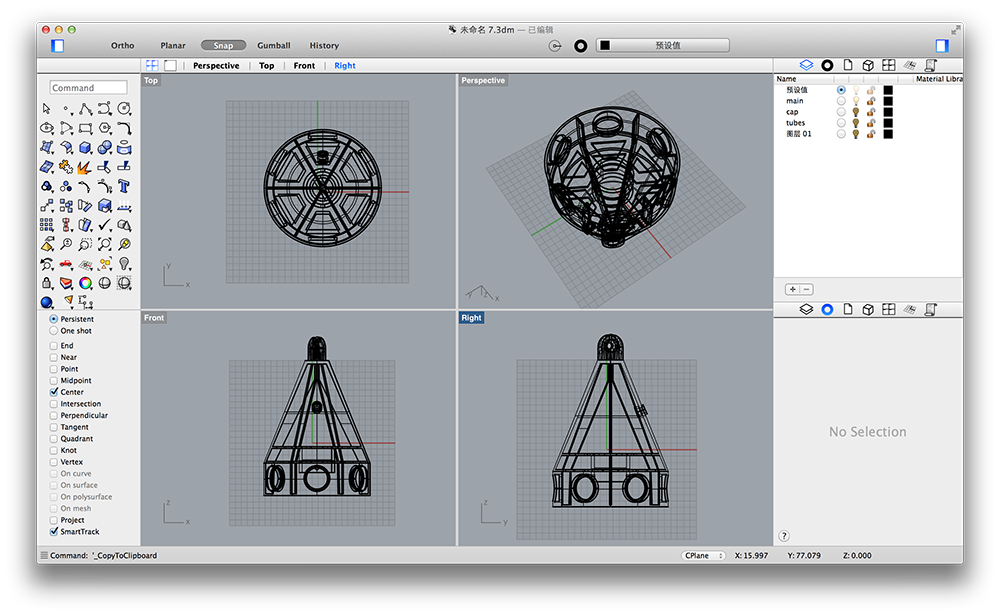 未命名 7.3dm — 已编辑
Ortho Planar Snap Gumball History 预设值
Perspective Top Front Right
Command
Top
Perspective
Front
Right
y
x
y
z
x
z
x
z
y
Persistent
One shot
End
Near
Point
Midpoint
Center
Intersection
Perpendicular
Tangent
Quadrant
Knot
Vertex
On curve
On surface
On polysurface
On mesh
Project
SmartTrack
Name Material Libra
预设值
main
cap
tubes
图层 01
+ −
No Selection
?
Command: '_CopyToClipboard CPlane X: 15.997 Y: 77.079 Z: 0.000